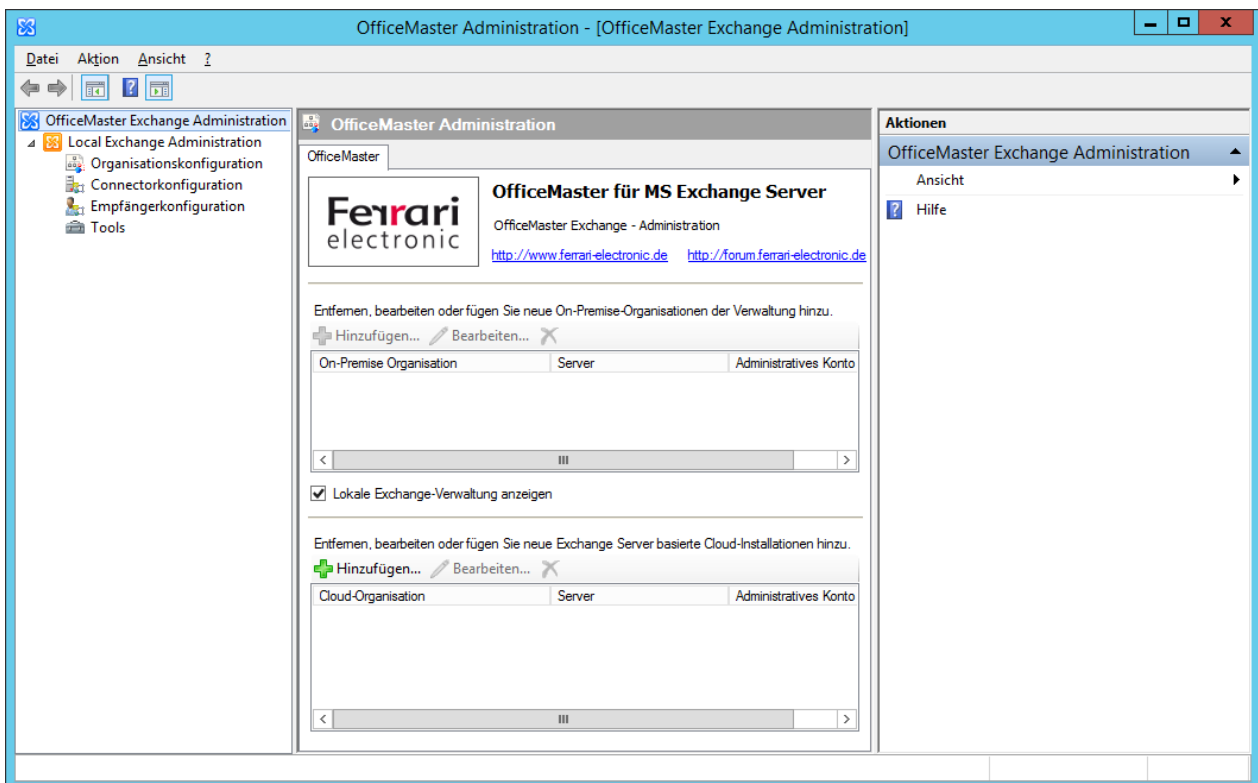 OfficeMaster Administration - [OfficeMaster Exchange Administration]
Datei Aktion Ansicht ?
OfficeMaster Exchange Administration
Local Exchange Administration
Organisationskonfiguration
Connectorkonfiguration
Empfängerkonfiguration
Tools
OfficeMaster Administration
OfficeMaster
Ferrari
electronic
OfficeMaster für MS Exchange Server
OfficeMaster Exchange - Administration
http://www.ferrari-electronic.de http://forum.ferrari-electronic.de
Entfernen, bearbeiten oder fügen Sie neue On-Premise-Organisationen der Verwaltung hinzu.
Hinzufügen... Bearbeiten...
On-Premise Organisation Server Administratives Konto
Lokale Exchange-Verwaltung anzeigen
Entfernen, bearbeiten oder fügen Sie neue Exchange Server basierte Cloud-Installationen hinzu.
Hinzufügen... Bearbeiten...
Cloud-Organisation Server Administratives Konto
Aktionen
OfficeMaster Exchange Administration
Ansicht
Hilfe